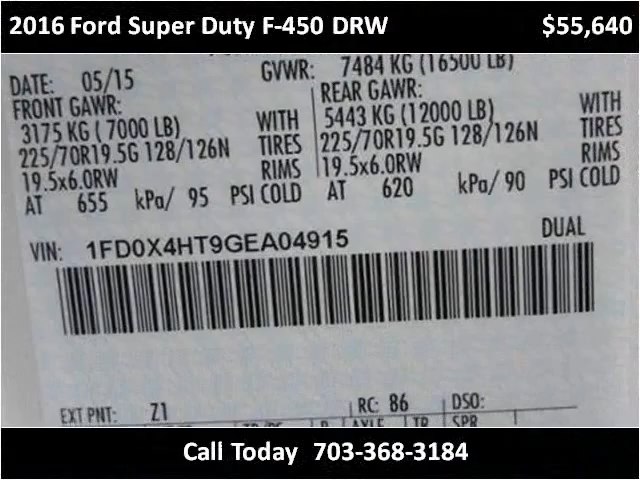 2016 Ford Super Duty F-450 DRW $55,640
DATE: 05/15 GVWR: 7484 KG (16500 LB)
FRONT GAWR: REAR GAWR:
3175 KG ( 7000 LB) WITH 5443 KG (12000 LB) WITH
225/70R19.5G 128/126N TIRES 225/70R19.5G 128/126N TIRES
19.5x6.0RW RIMS 19.5x6.0RW RIMS
AT 655 kPa/ 95 PSI COLD AT 620 kPa/ 90 PSI COLD
VIN: 1FD0X4HT9GEA04915 DUAL
EXT PNT: Z1 RC: 86 DSO:
AXLE TR SPR
Call Today 703-368-3184